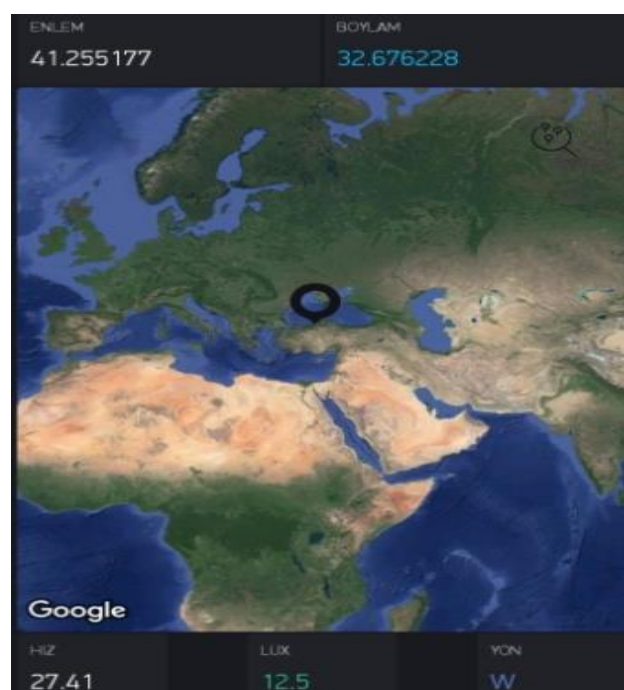 ENLEM
BOYLAM
41.255177
32.676228
Google
HIZ
LUX
YON
27.41
12.5
W